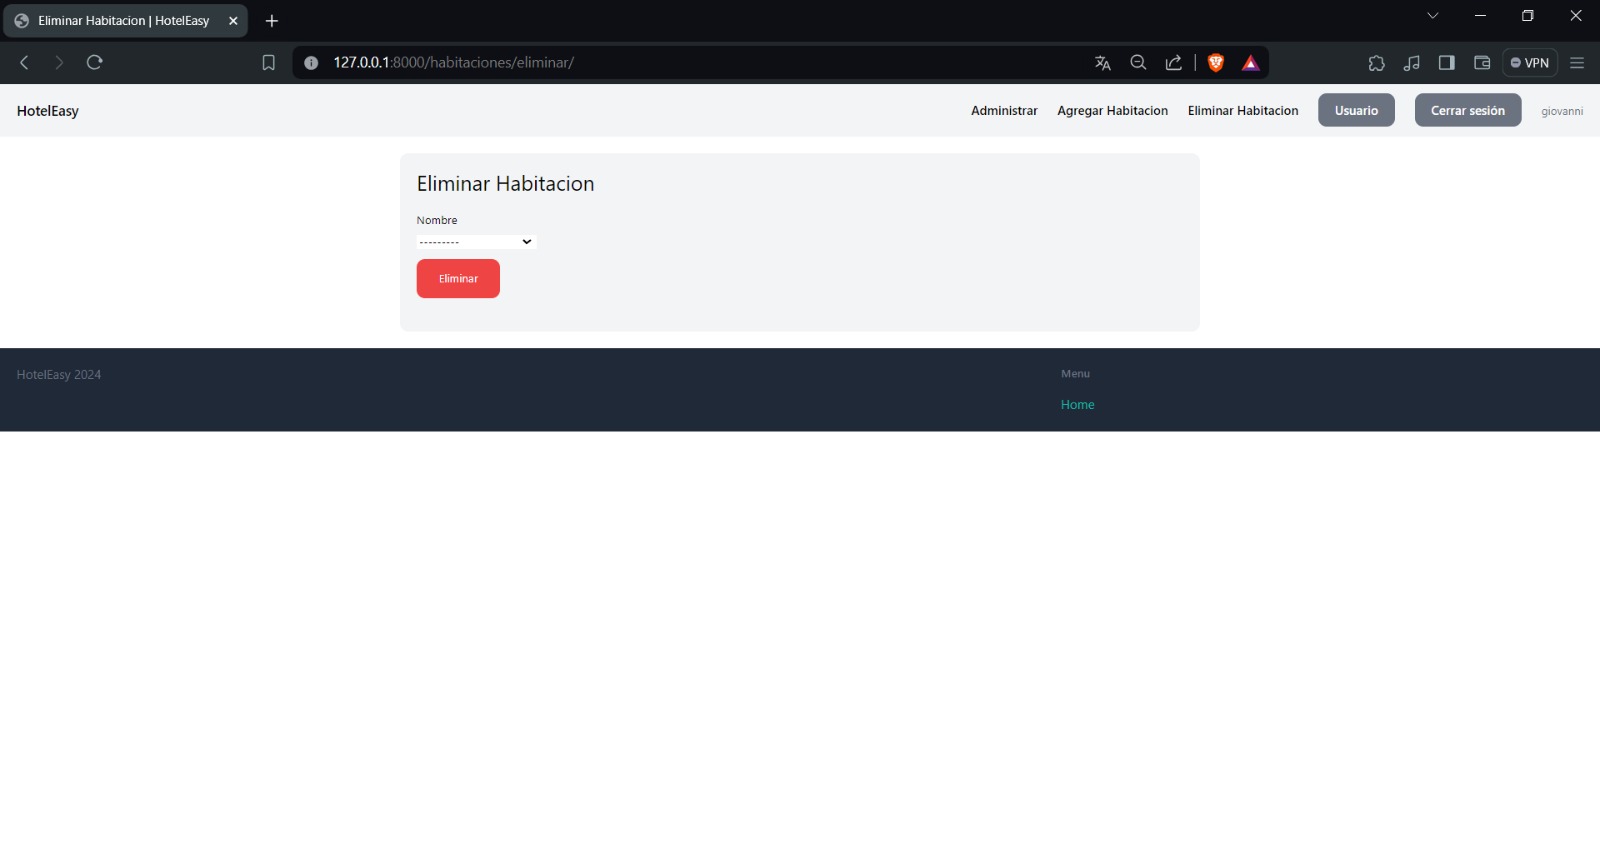 Eliminar Habitacion | HotelEasy
127.0.0.1:8000/habitaciones/eliminar/
VPN
HotelEasy
Administrar
Agregar Habitacion
Eliminar Habitacion
Usuario
Cerrar sesión
giovanni
Eliminar Habitacion
Nombre
---------
Eliminar
HotelEasy 2024
Menu
Home